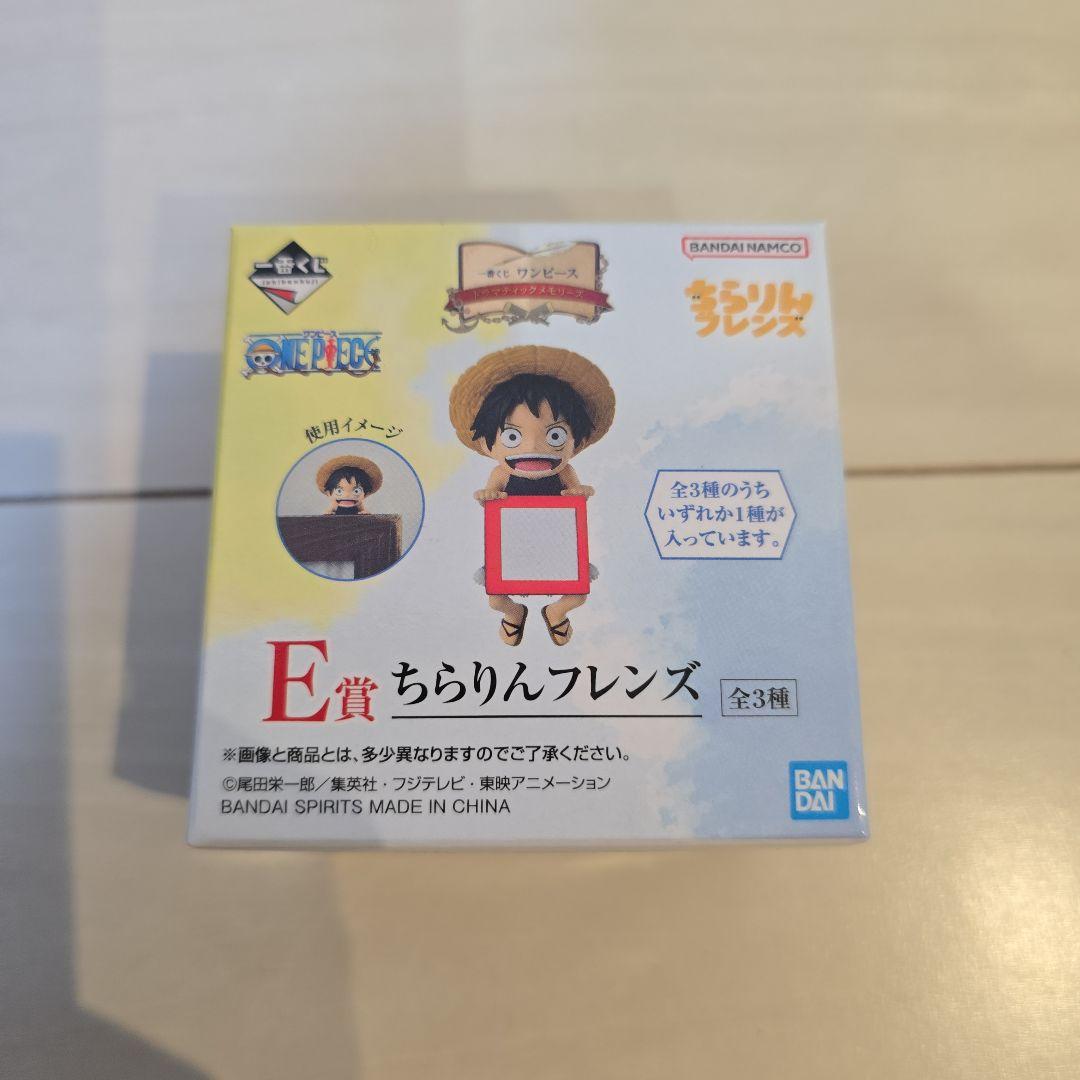 一番くじ
ichibankuji
一番くじ ワンピース
ドラマティックメモリーズ
BANDAI NAMCO
ちらりん
フレンズ
ワンピース
ONE PIECE
使用イメージ
全3種のうち
いずれか1種が
入っています。
E賞 ちらりんフレンズ 全3種
※画像と商品とは、多少異なりますのでご了承ください。
©尾田栄一郎/集英社・フジテレビ・東映アニメーション
BANDAI SPIRITS MADE IN CHINA
BAN
DAI